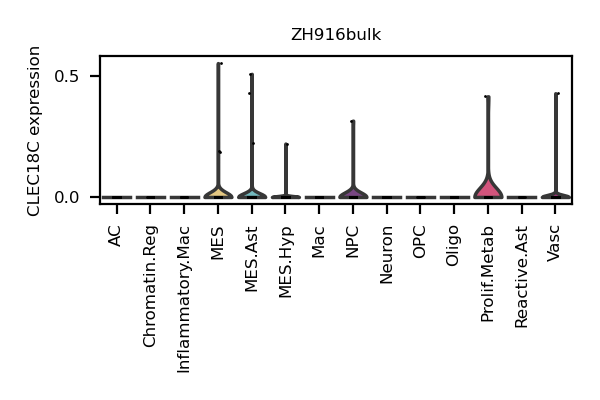 ZH916bulk
CLEC18C expression
0.5
0.0
AC
Chromatin.Reg
Inflammatory.Mac
MES
MES.Ast
MES.Hyp
Mac
NPC
Neuron
OPC
Oligo
Prolif.Metab
Reactive.Ast
Vasc